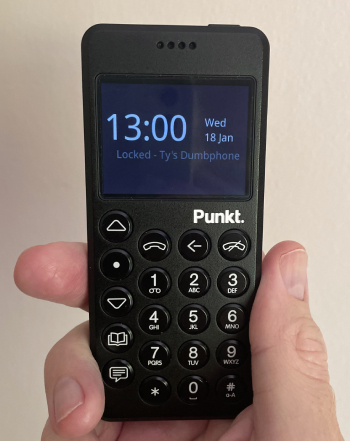 13:00
Wed
18 Jan
Locked - Ty's Dumbphone
Punkt.
1
2 ABC
3 DEF
4 GHI
5 JKL
6 MNO
7 PQRS
8 TUV
9 WXYZ
*
0
# a-A